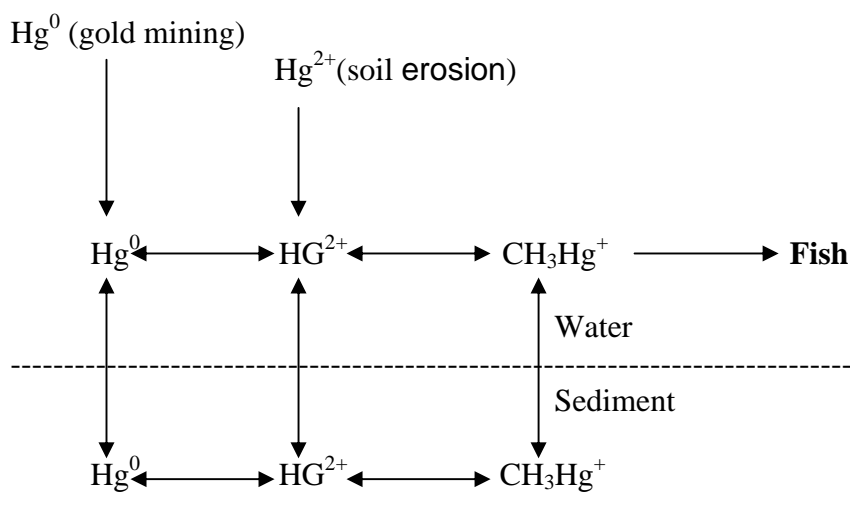 Hg⁰ (gold mining)
Hg²⁺(soil erosion)
Hg⁰ HG²⁺ CH₃Hg⁺ Fish
Water
Sediment
Hg⁰ HG²⁺ CH₃Hg⁺